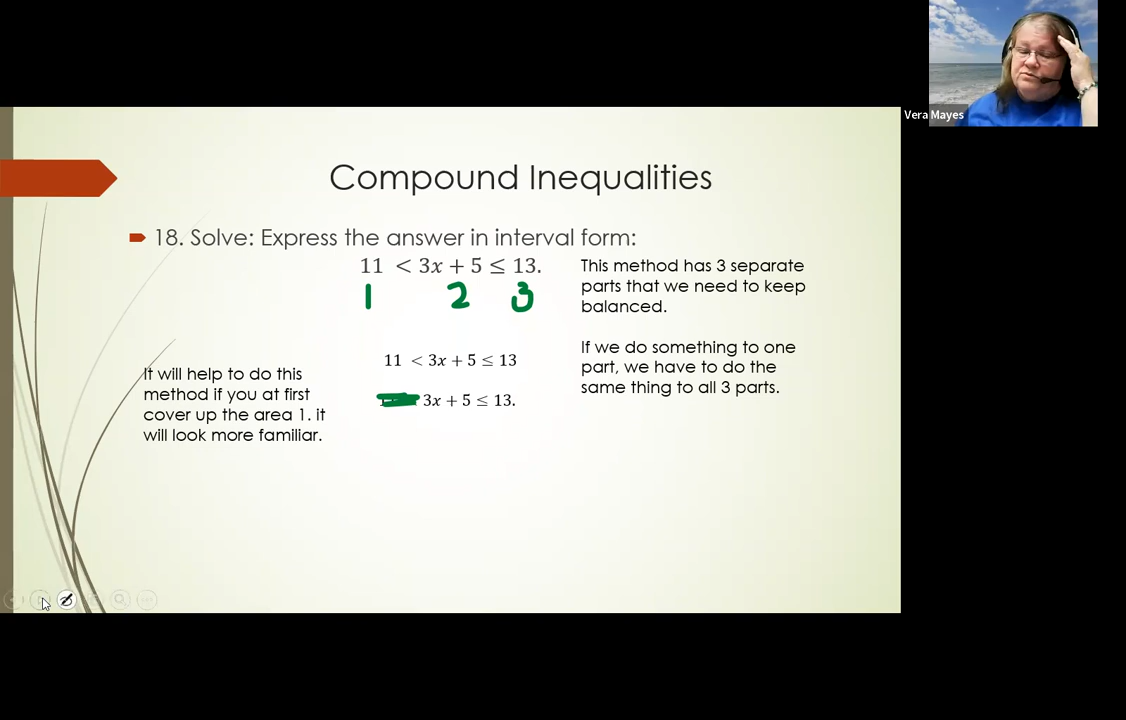 Vera Mayes
Compound Inequalities
18. Solve: Express the answer in interval form:
11 < 3x + 5 ≤ 13.
1 2 3
This method has 3 separate
parts that we need to keep
balanced.
If we do something to one
part, we have to do the
same thing to all 3 parts.
11 < 3x + 5 ≤ 13
3x + 5 ≤ 13.
It will help to do this
method if you at first
cover up the area 1. it
will look more familiar.